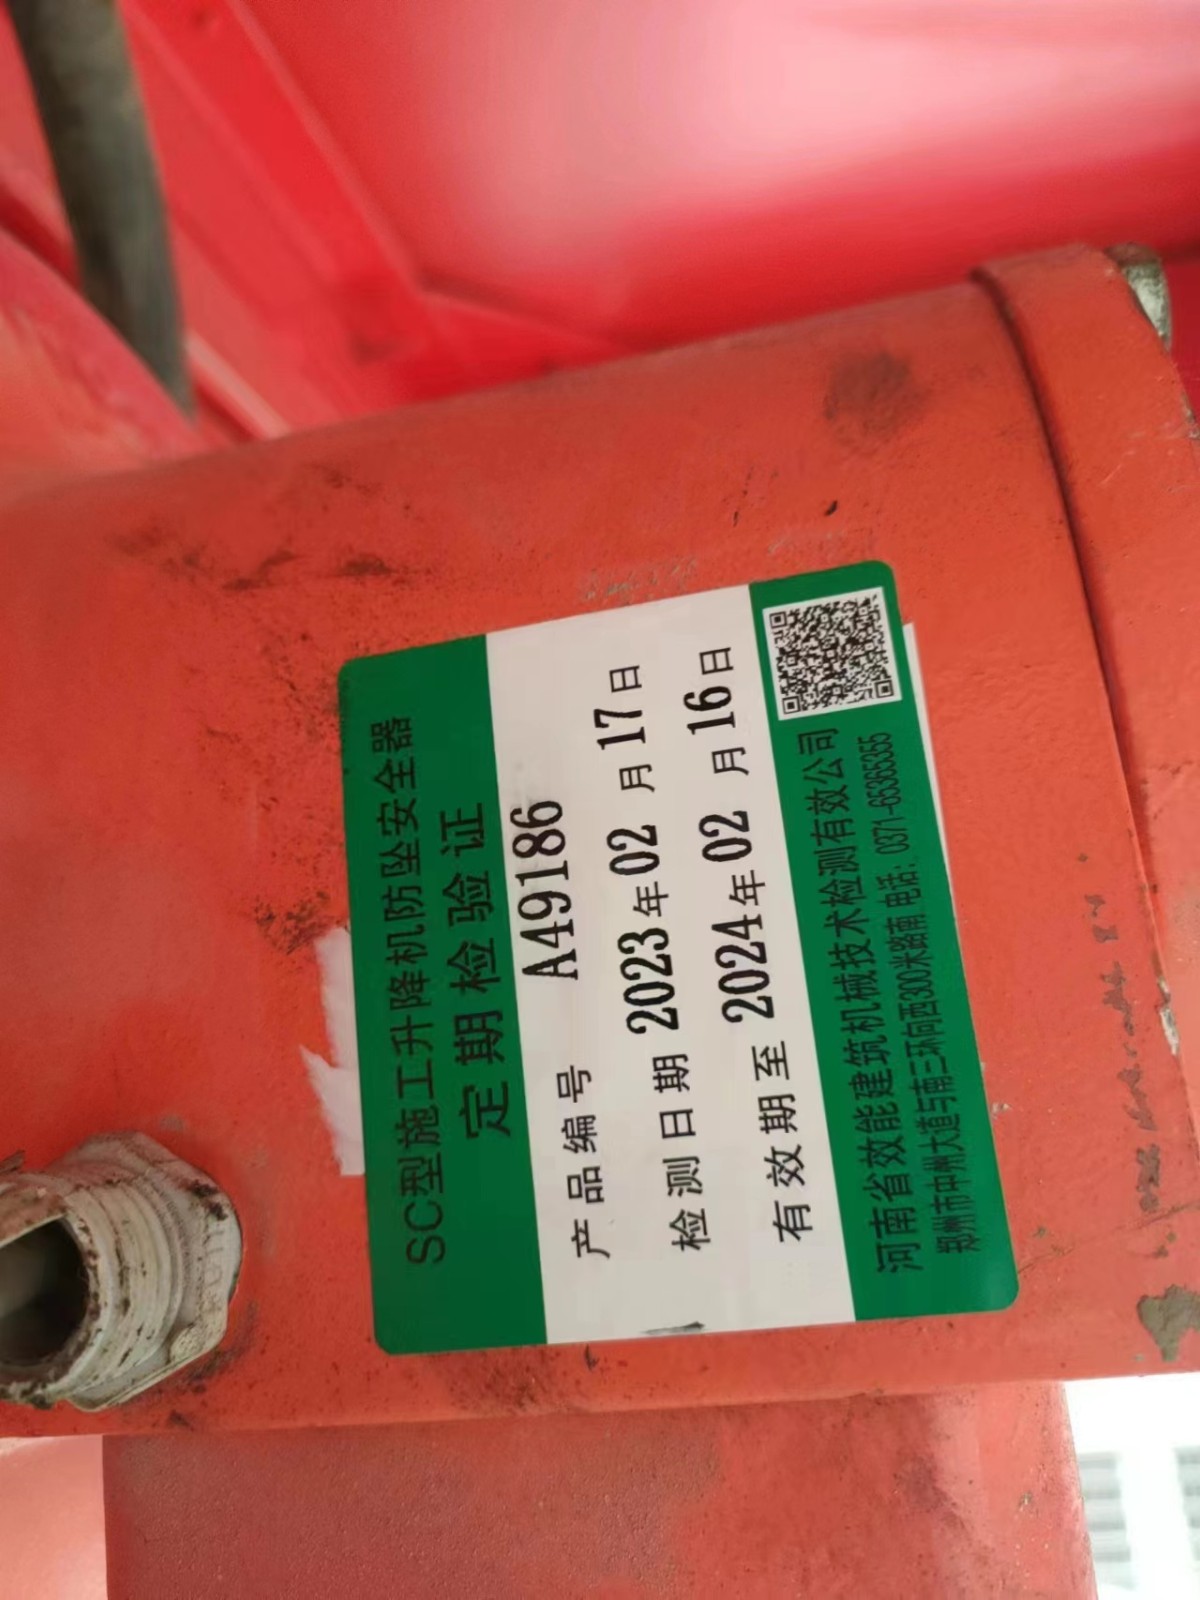 SC型施工升降机防坠安全器
定期检验证
产品编号 A49186
检测日期 2023年02月17日
有效期至 2024年02月16日
河南省效能建筑机械技术检测有效公司
郑州市中州大道与南三环向西300米路南 电话：0371-65365355